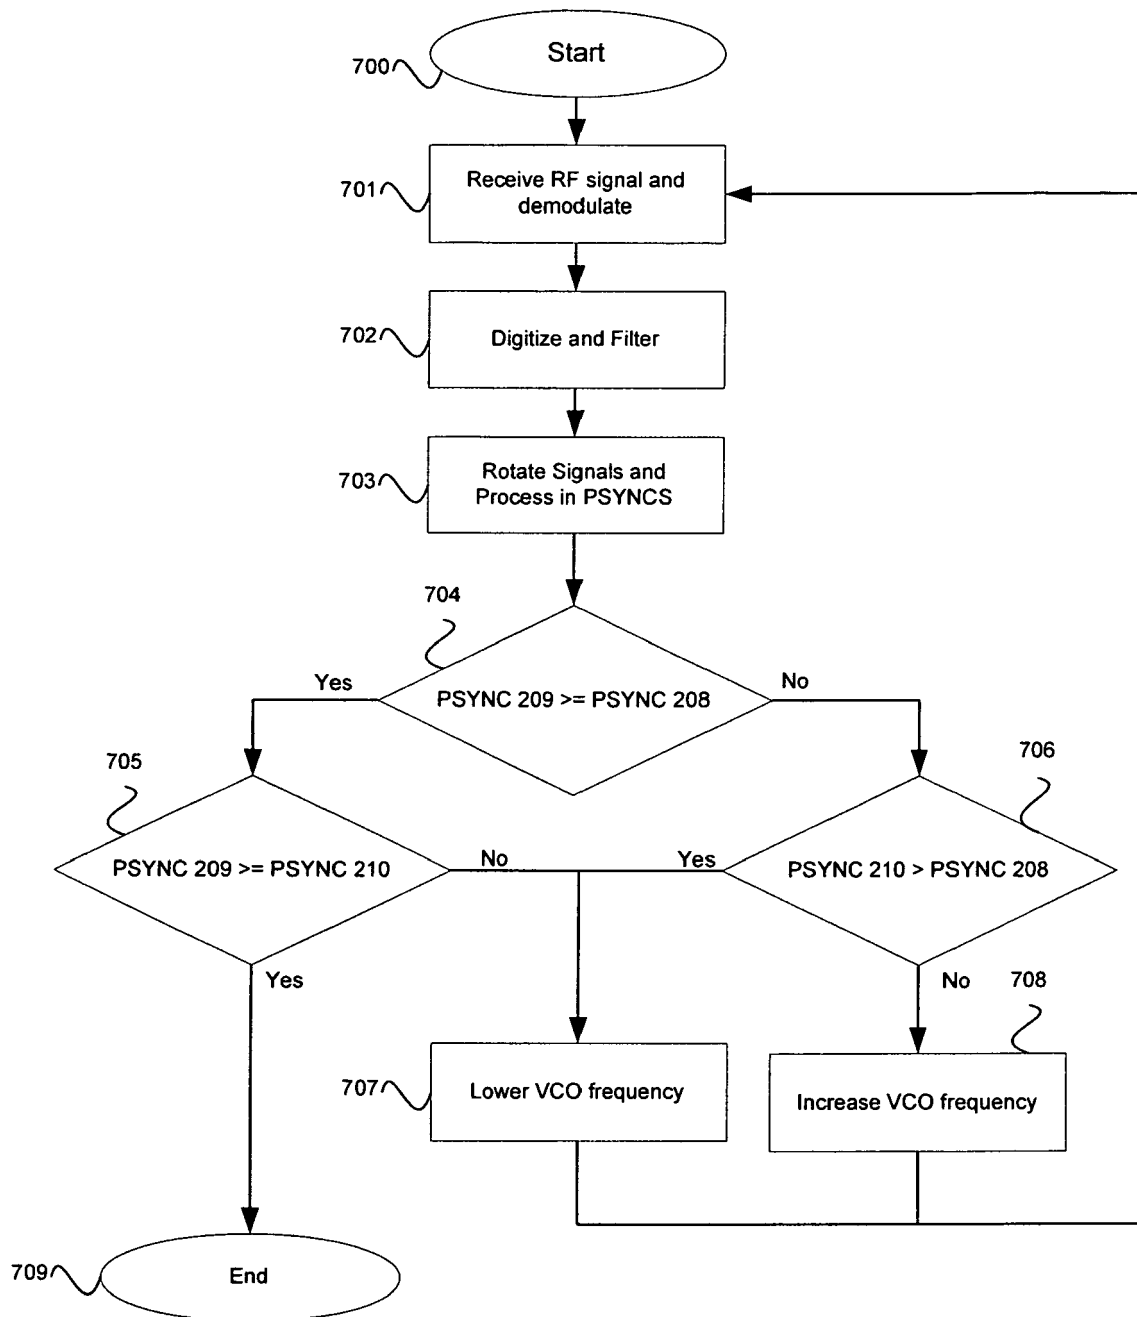 Start
700
Receive RF signal and
demodulate
701
Digitize and Filter
702
Rotate Signals and
Process in PSYNCS
703
704
Yes
PSYNC 209 >= PSYNC 208
No
705
706
PSYNC 209 >= PSYNC 210
No
Yes
PSYNC 210 > PSYNC 208
Yes
No
708
707
Lower VCO frequency
Increase VCO frequency
709
End